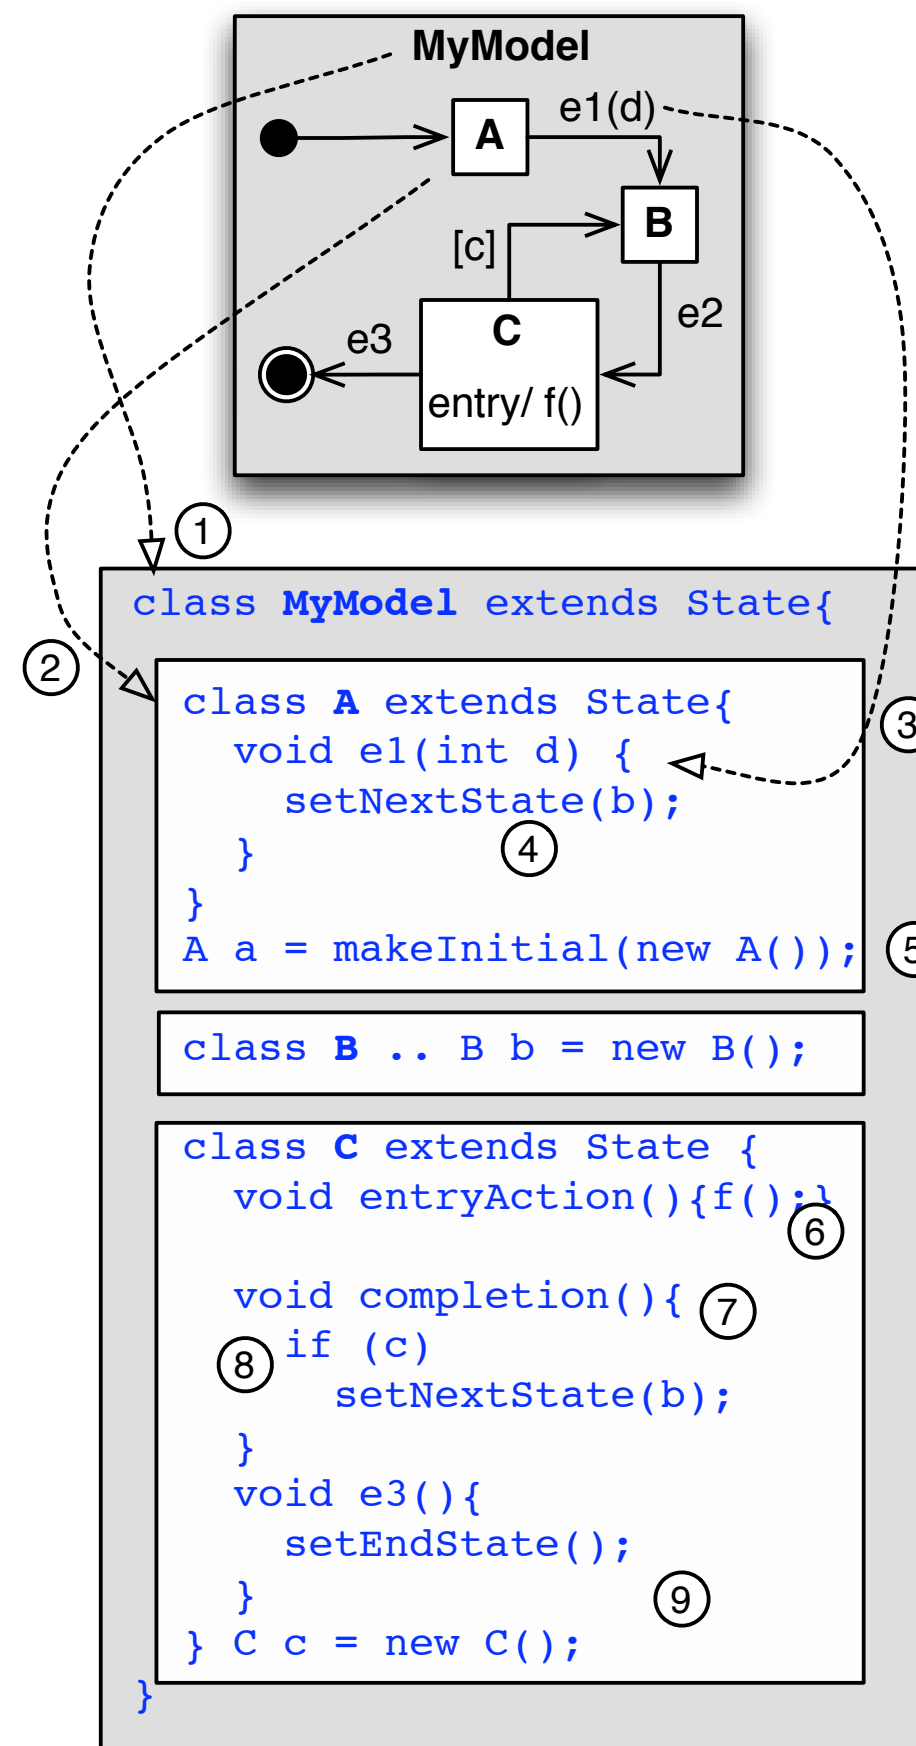 MyModel
e1(d)
A
B
[c]
e2
C
e3
entry/ f()
1
class MyModel extends State{
2
class A extends State{
3
void e1(int d) {
setNextState(b);
4
}
}
A a = makeInitial(new A());
5
class B .. B b = new B();
class C extends State {
void entryAction(){f();}
6
void completion(){
7
8
if (c)
setNextState(b);
}
void e3(){
setEndState();
}
9
} C c = new C();
}